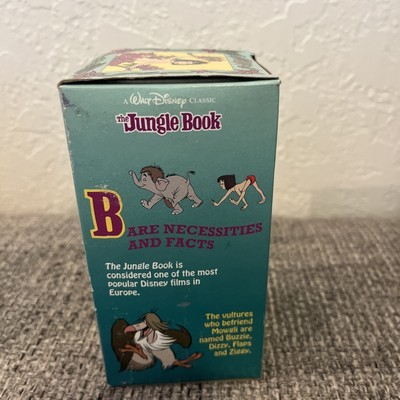 A WALT DISNEY CLASSIC
The Jungle Book
BARE NECESSITIES
AND FACTS
The Jungle Book is
considered one of the most
popular Disney films in
Europe.
The vultures
who befriend
Mowgli are
named Buzzie,
Dizzy, Flaps
and Ziggy.